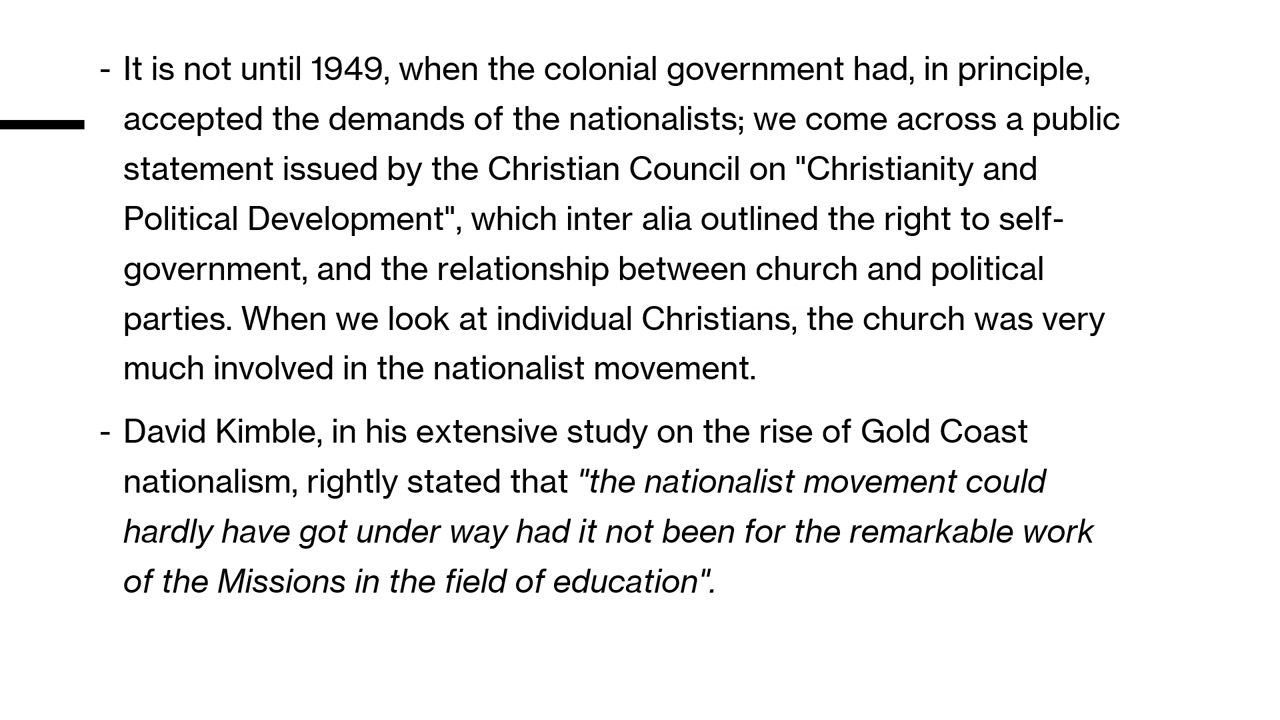 - It is not until 1949, when the colonial government had, in principle,
accepted the demands of the nationalists; we come across a public
statement issued by the Christian Council on "Christianity and
Political Development", which inter alia outlined the right to self-
government, and the relationship between church and political
parties. When we look at individual Christians, the church was very
much involved in the nationalist movement.
- David Kimble, in his extensive study on the rise of Gold Coast
nationalism, rightly stated that "the nationalist movement could
hardly have got under way had it not been for the remarkable work
of the Missions in the field of education".